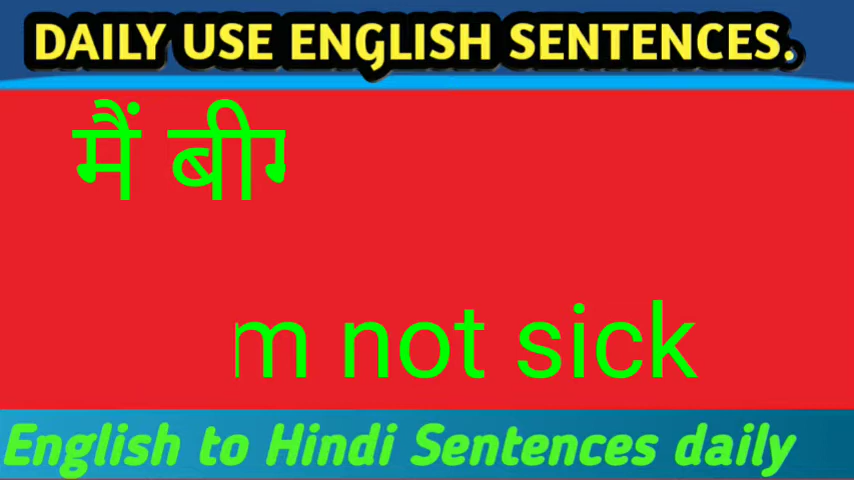 DAILY USE ENGLISH SENTENCES.
मैं
not sick
English to Hindi Sentences daily